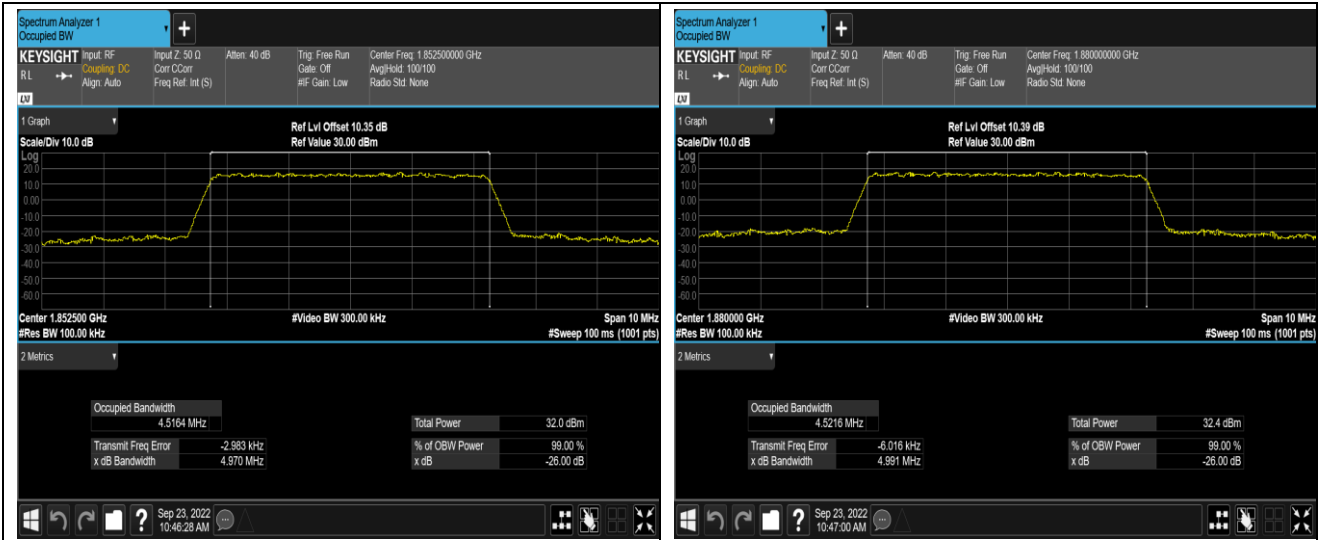 Spectrum Analyzer 1
Occupied BW
+
KEYSIGHT
R L
LXI
Input: RF
Coupling: DC
Align: Auto
Input Z: 50 Ω
Corr CCorr
Freq Ref: Int (S)
Atten: 40 dB
Trig: Free Run
Gate: Off
#IF Gain: Low
Center Freq: 1.852500000 GHz
Avg|Hold: 100/100
Radio Std: None
1 Graph
Scale/Div 10.0 dB
Ref Lvl Offset 10.35 dB
Ref Value 30.00 dBm
Log
20.0
10.0
0.00
-10.0
-20.0
-30.0
-40.0
-50.0
-60.0
Center 1.852500 GHz
#Video BW 300.00 kHz
Span 10 MHz
#Res BW 100.00 kHz
#Sweep 100 ms (1001 pts)
2 Metrics
Occupied Bandwidth
4.5164 MHz
Total Power 32.0 dBm
Transmit Freq Error -2.983 kHz
% of OBW Power 99.00 %
x dB Bandwidth 4.970 MHz
x dB -26.00 dB
?
Sep 23, 2022
10:46:28 AM
Spectrum Analyzer 1
Occupied BW
+
KEYSIGHT
R L
LXI
Input: RF
Coupling: DC
Align: Auto
Input Z: 50 Ω
Corr CCorr
Freq Ref: Int (S)
Atten: 40 dB
Trig: Free Run
Gate: Off
#IF Gain: Low
Center Freq: 1.880000000 GHz
Avg|Hold: 100/100
Radio Std: None
1 Graph
Scale/Div 10.0 dB
Ref Lvl Offset 10.39 dB
Ref Value 30.00 dBm
Log
20.0
10.0
0.00
-10.0
-20.0
-30.0
-40.0
-50.0
-60.0
Center 1.880000 GHz
#Video BW 300.00 kHz
Span 10 MHz
#Res BW 100.00 kHz
#Sweep 100 ms (1001 pts)
2 Metrics
Occupied Bandwidth
4.5216 MHz
Total Power 32.4 dBm
Transmit Freq Error -6.016 kHz
% of OBW Power 99.00 %
x dB Bandwidth 4.991 MHz
x dB -26.00 dB
?
Sep 23, 2022
10:47:00 AM